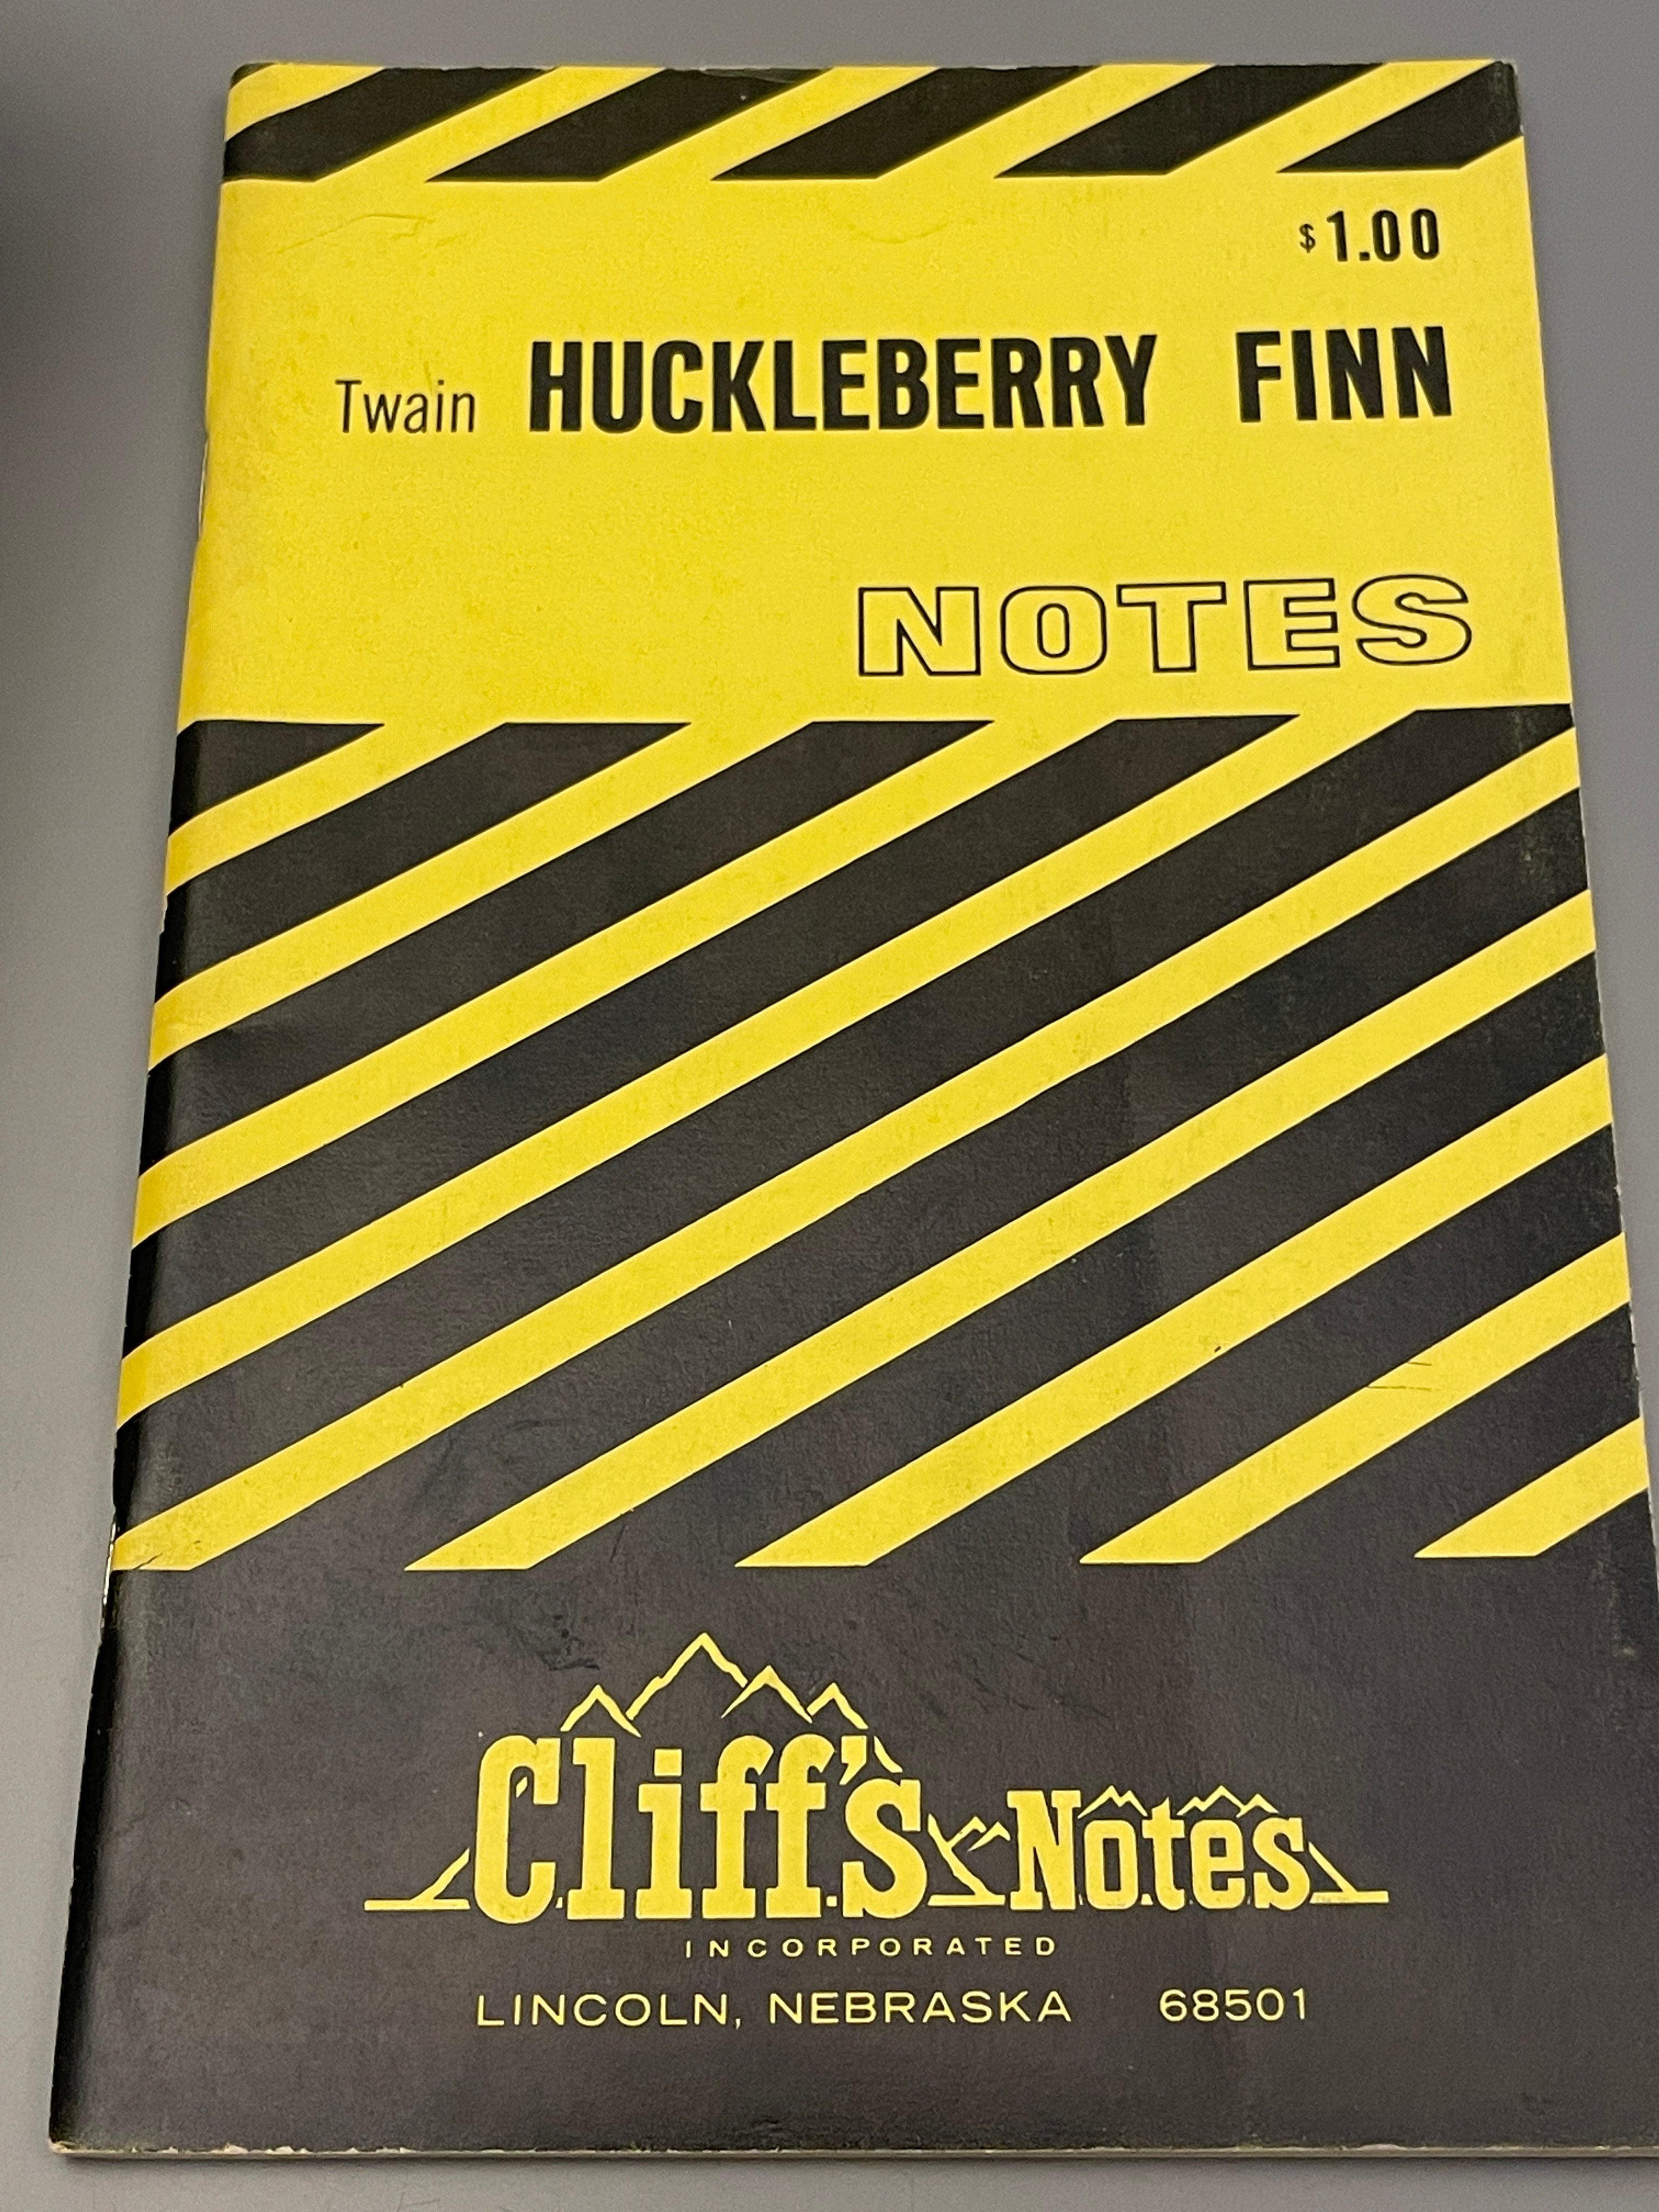 $1.00
Twain HUCKLEBERRY FINN
NOTES
Cliff's Notes
INCORPORATED
LINCOLN, NEBRASKA 68501